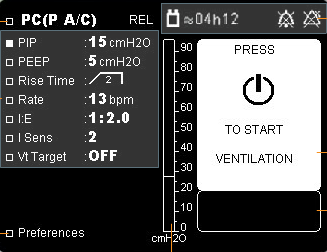 PC(P A/C) REL ≈04h12
PIP :15 cmH2O
PEEP :5 cmH2O
Rise Time : 2
Rate :13 bpm
I:E :1:2.0
I Sens :2
Vt Target :OFF
Preferences
90
80
70
60
50
40
30
20
10
0
cmH2O
PRESS
TO START
VENTILATION